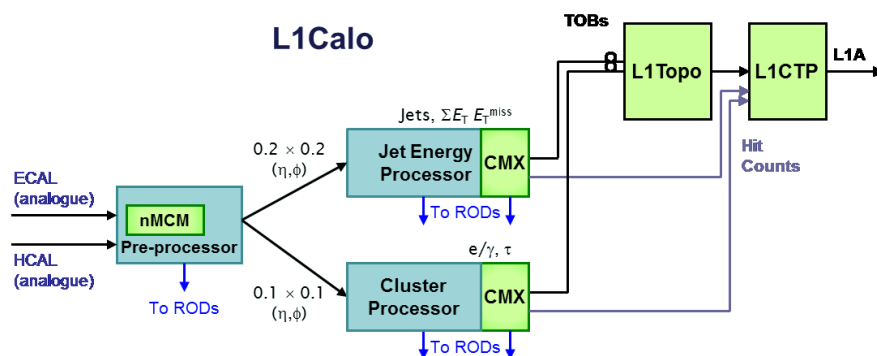 L1Calo
TOBs
L1Topo
L1CTP
L1A
Jets, ΣE_T E_T^miss
0.2 × 0.2
(η,ϕ)
Jet Energy
Processor
CMX
Hit
Counts
To RODs
ECAL
(analogue)
nMCM
Pre-processor
HCAL
(analogue)
To RODs
e/γ, τ
0.1 × 0.1
(η,ϕ)
Cluster
Processor
CMX
To RODs